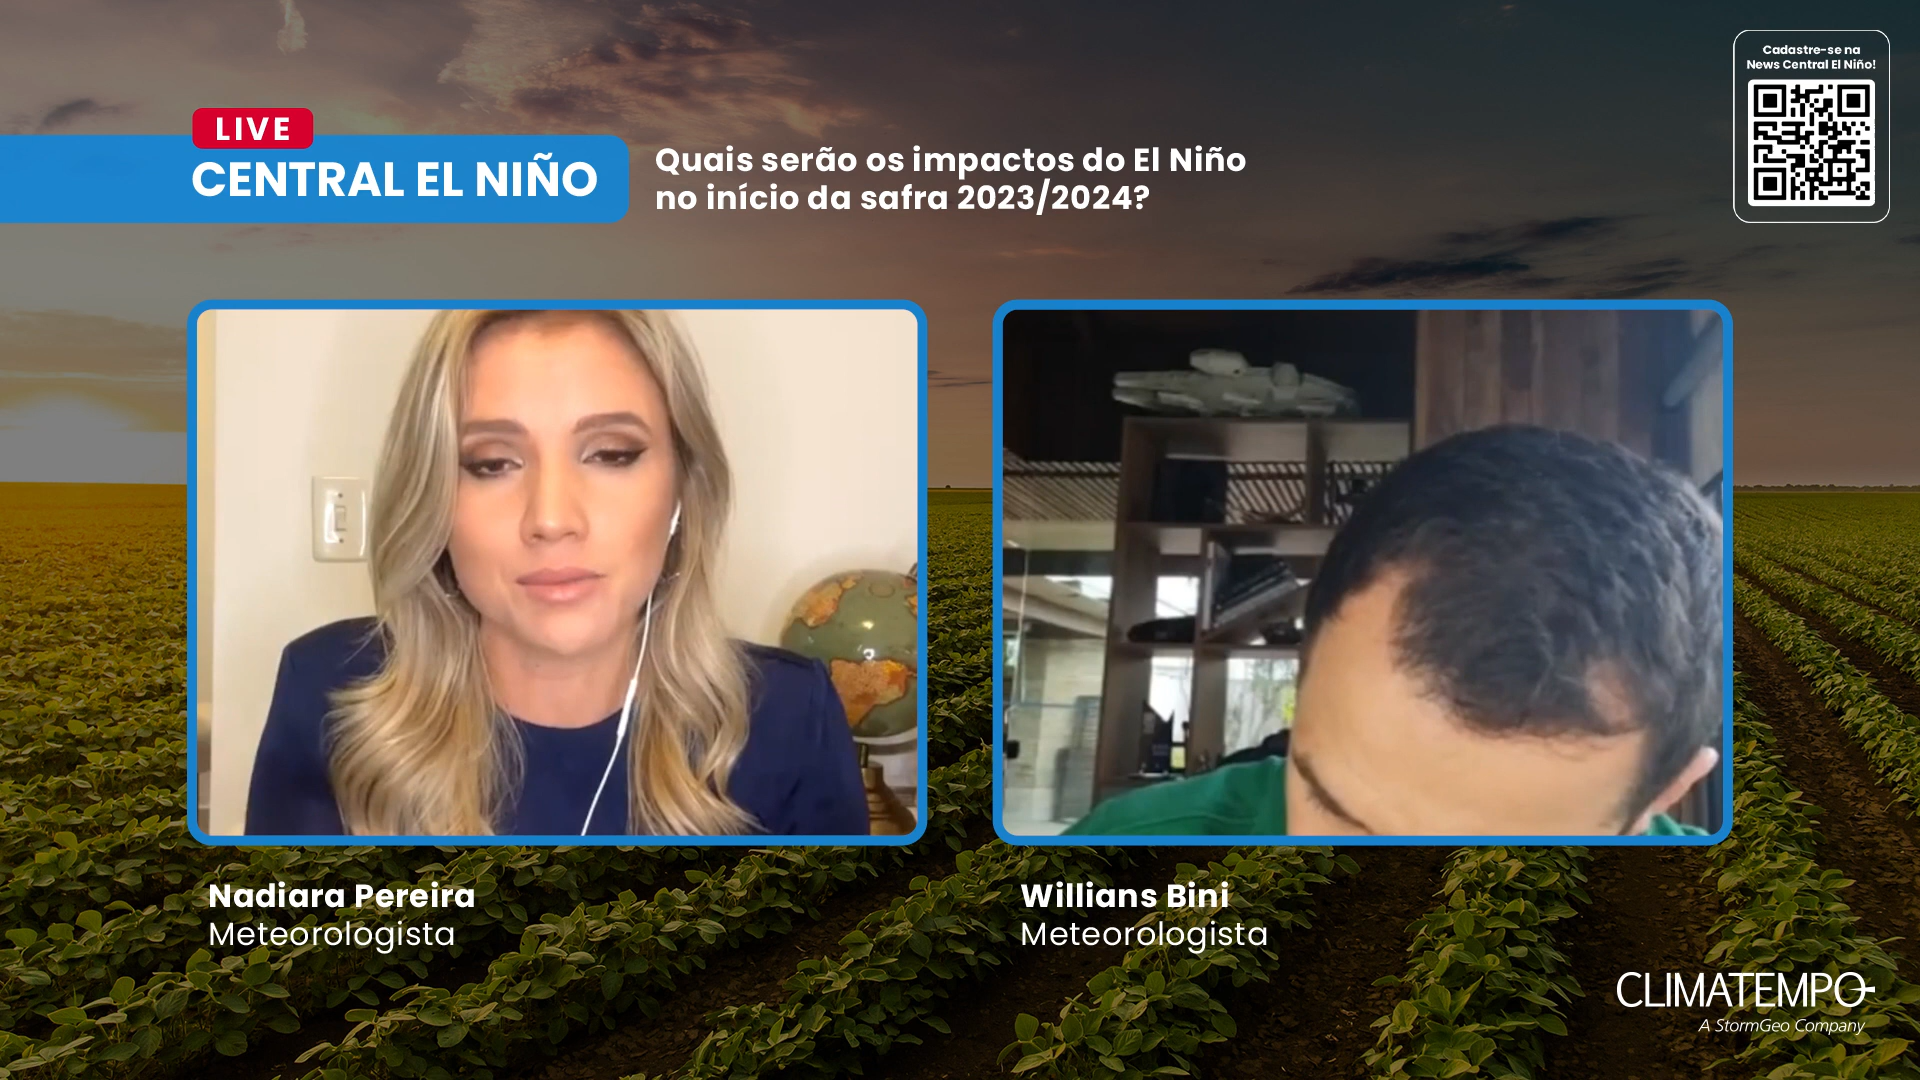 Cadastre-se na
News Central El Niño!
LIVE
CENTRAL EL NIÑO
Quais serão os impactos do El Niño
no início da safra 2023/2024?
Nadiara Pereira
Meteorologista
Willians Bini
Meteorologista
CLIMATEMPO
A StormGeo Company